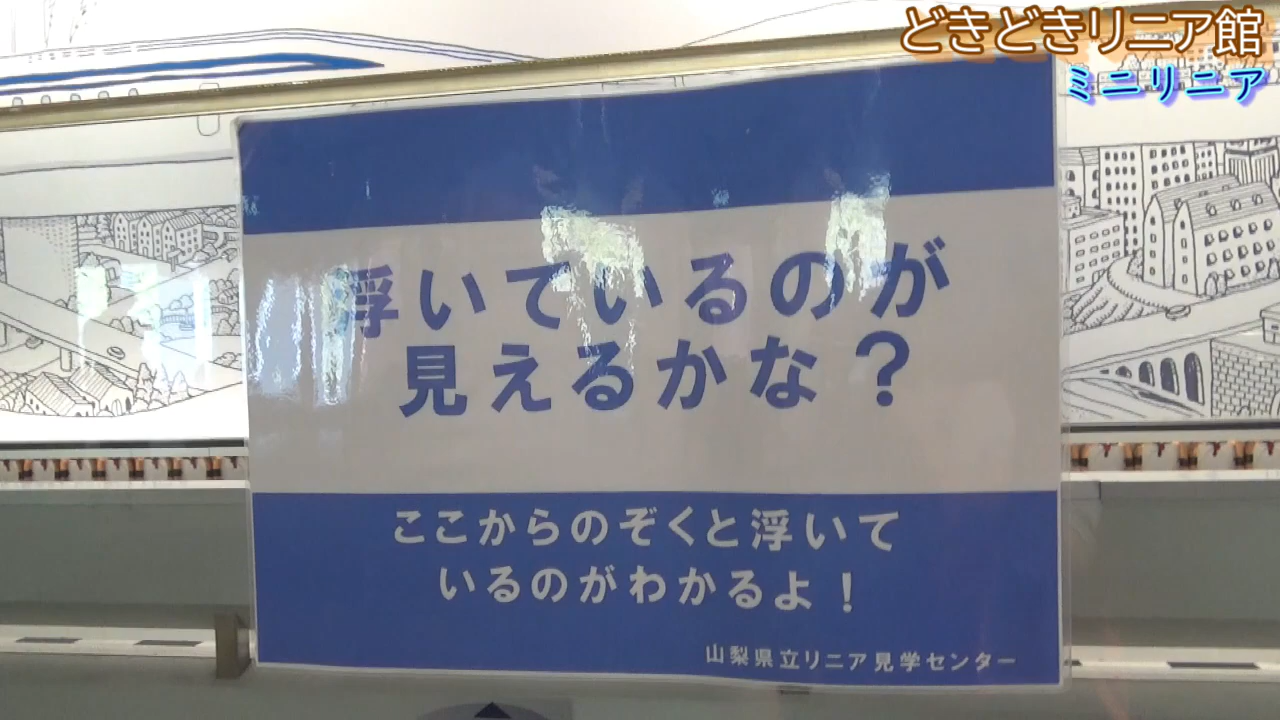 どきどきリニア館
ミニリニア
浮いているのが
見えるかな？
ここからのぞくと浮いて
いるのがわかるよ！
山梨県立リニア見学センター